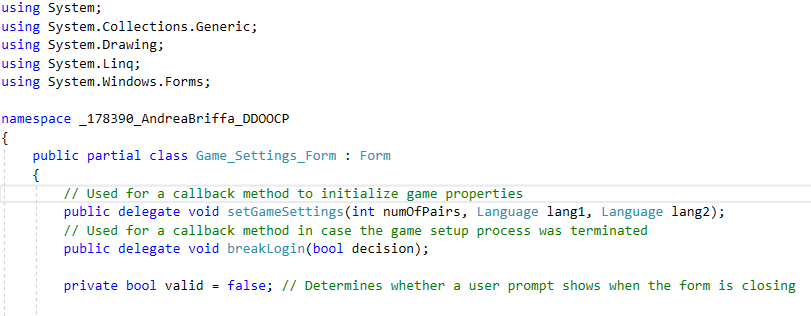 using System;
using System.Collections.Generic;
using System.Drawing;
using System.Linq;
using System.Windows.Forms;
namespace _178390_AndreaBriffa_DDOOCP
{
public partial class Game_Settings_Form : Form
{
// Used for a callback method to initialize game properties
public delegate void setGameSettings(int numOfPairs, Language lang1, Language lang2);
// Used for a callback method in case the game setup process was terminated
public delegate void breakLogin(bool decision);
private bool valid = false; // Determines whether a user prompt shows when the form is closing